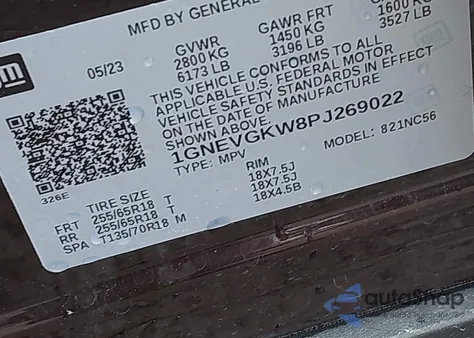 gm
MFD BY GENERAL
05/23
GVWR GAWR FRT
2800 KG 1450 KG 1600 KG
6173 LB 3196 LB 3527 LB
THIS VEHICLE CONFORMS TO ALL
APPLICABLE U.S. FEDERAL MOTOR
VEHICLE SAFETY STANDARDS IN EFFECT
ON THE DATE OF MANUFACTURE
SHOWN ABOVE.
1GNEVGKW8PJ269022
TYPE: MPV MODEL: 821NC56
326E
TIRE SIZE RIM
FRT 255/65R18 T 18X7.5J
RR 255/65R18 T 18X7.5J
SPA T135/70R18 M 18X4.5B
autoSnap